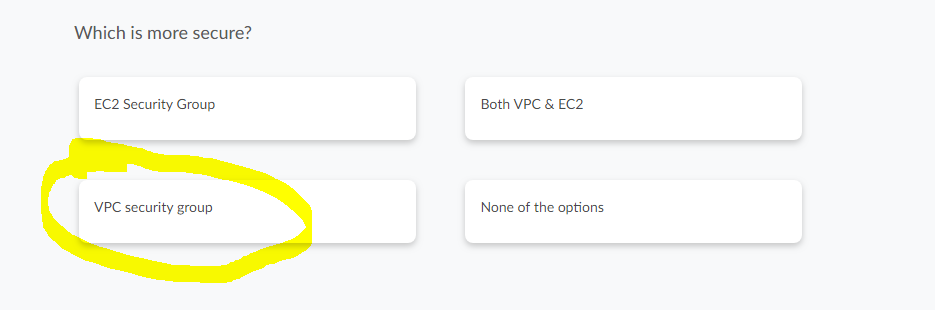 Which is more secure?
EC2 Security Group
Both VPC & EC2
VPC security group
None of the options